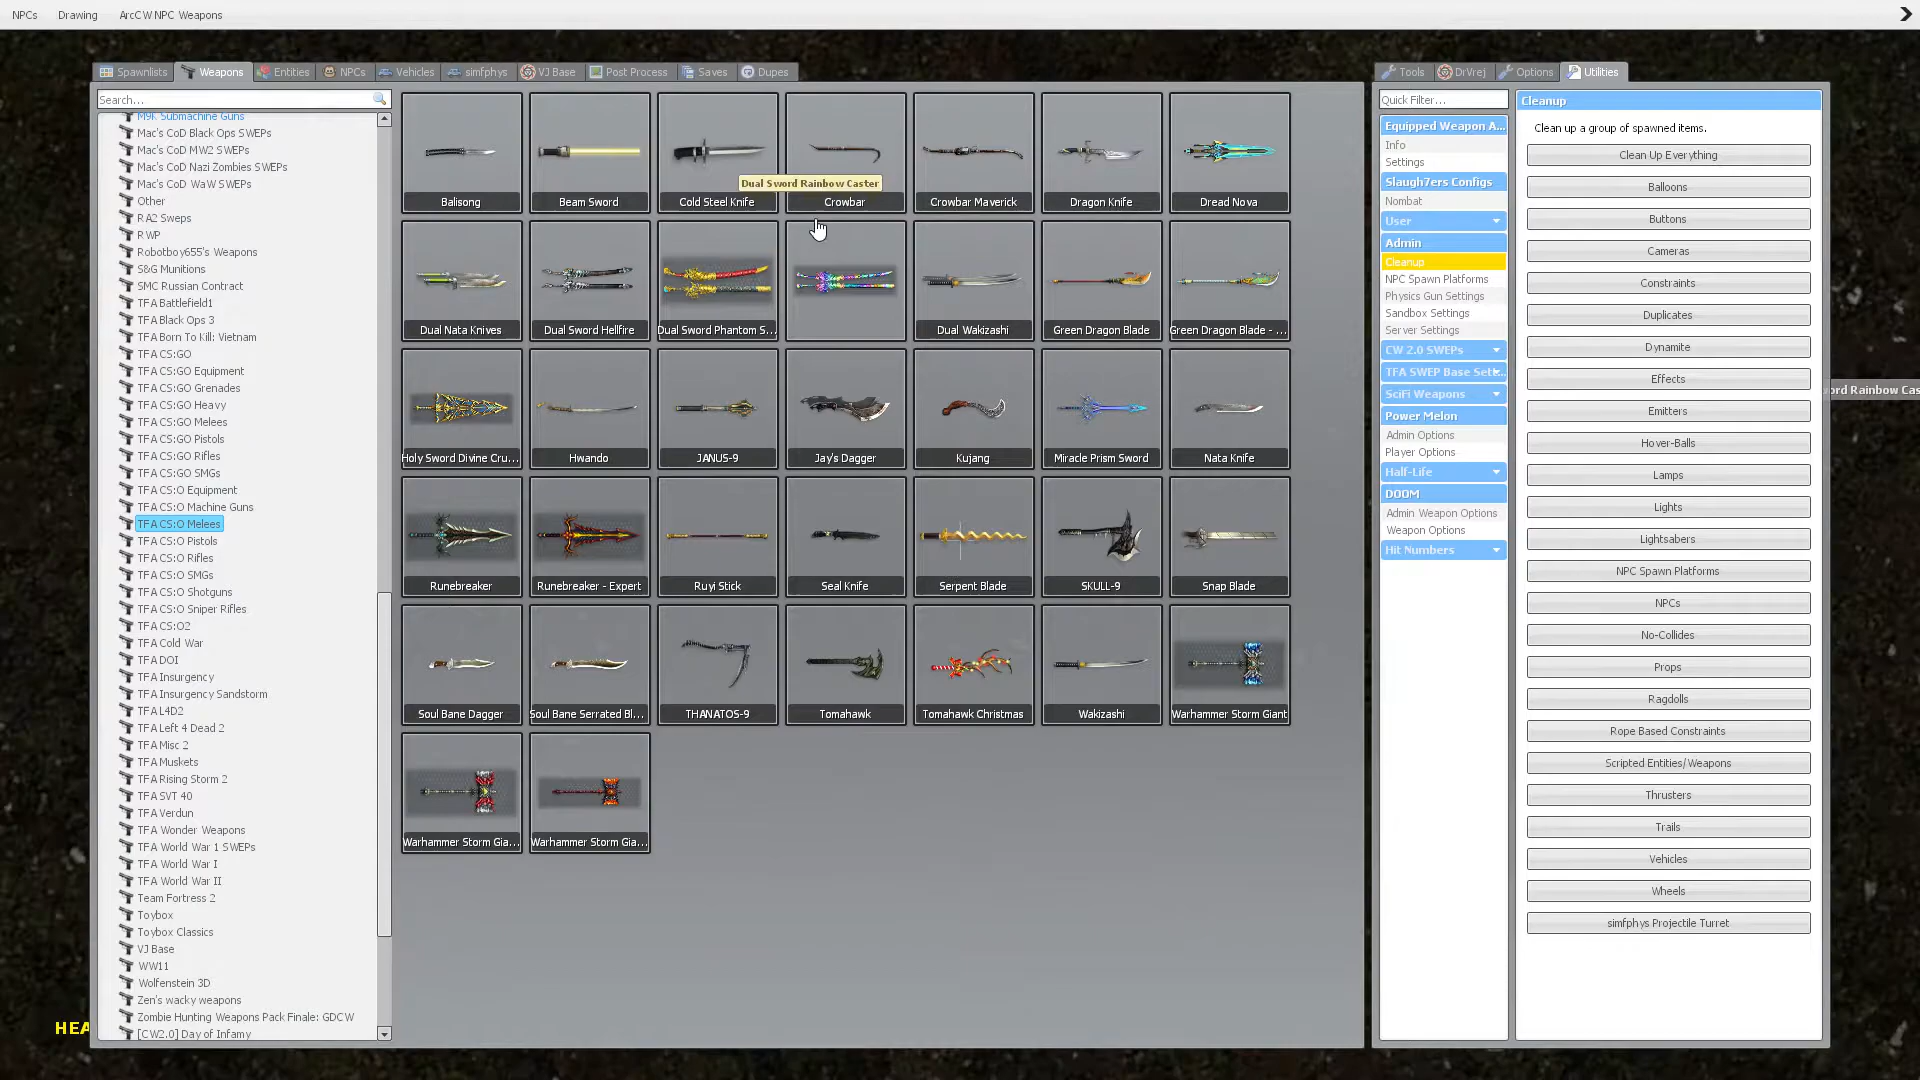 NPCs Drawing ArcCW NPC Weapons
Spawnlists Weapons Entities NPCs Vehicles simfphys VJ Base Post Process Saves Dupes
Search...
M9K Submachine Guns
Mac's CoD Black Ops SWEPs
Mac's CoD MW2 SWEPs
Mac's CoD Nazi Zombies SWEPs
Mac's CoD WaW SWEPs
Other
RA2 Sweps
RWP
Robotboy655's Weapons
S&G Munitions
SMC Russian Contract
TFA Battlefield1
TFA Black Ops 3
TFA Born To Kill: Vietnam
TFA CS:GO
TFA CS:GO Equipment
TFA CS:GO Grenades
TFA CS:GO Heavy
TFA CS:GO Melees
TFA CS:GO Pistols
TFA CS:GO Rifles
TFA CS:GO SMGs
TFA CS:O Equipment
TFA CS:O Machine Guns
TFA CS:O Melees
TFA CS:O Pistols
TFA CS:O Rifles
TFA CS:O SMGs
TFA CS:O Shotguns
TFA CS:O Sniper Rifles
TFA CS:O2
TFA Cold War
TFA DOI
TFA Insurgency
TFA Insurgency Sandstorm
TFA L4D2
TFA Left 4 Dead 2
TFA Misc 2
TFA Muskets
TFA Rising Storm 2
TFA SVT 40
TFA Verdun
TFA Wonder Weapons
TFA World War 1 SWEPs
TFA World War I
TFA World War II
Team Fortress 2
Toybox
Toybox Classics
VJ Base
WW11
Wolfenstein 3D
Zen's wacky weapons
Zombie Hunting Weapons Pack Finale: GDCW
[CW2.0] Day of Infamy
HEA
Dual Sword Rainbow Caster
Balisong Beam Sword Cold Steel Knife Crowbar Crowbar Maverick Dragon Knife Dread Nova
Dual Nata Knives Dual Sword Hellfire Dual Sword Phantom S... Dual Wakizashi Green Dragon Blade Green Dragon Blade - ...
Holy Sword Divine Cru... Hwando JANUS-9 Jay's Dagger Kujang Miracle Prism Sword Nata Knife
Runebreaker Runebreaker - Expert Ruyi Stick Seal Knife Serpent Blade SKULL-9 Snap Blade
Soul Bane Dagger Soul Bane Serrated Bl... THANATOS-9 Tomahawk Tomahawk Christmas Wakizashi Warhammer Storm Giant
Warhammer Storm Gia... Warhammer Storm Gia...
Tools DrVrej Options Utilities
Quick Filter...
Equipped Weapon A...
Info
Settings
Slaugh7ers Configs
Nombat
User
Admin
Cleanup
NPC Spawn Platforms
Physics Gun Settings
Sandbox Settings
Server Settings
CW 2.0 SWEPs
TFA SWEP Base Sett...
SciFi Weapons
Power Melon
Admin Options
Player Options
Half-Life
DOOM
Admin Weapon Options
Weapon Options
Hit Numbers
Cleanup
Clean up a group of spawned items.
Clean Up Everything
Balloons
Buttons
Cameras
Constraints
Duplicates
Dynamite
Effects
Emitters
Hover-Balls
Lamps
Lights
Lightsabers
NPC Spawn Platforms
NPCs
No-Collides
Props
Ragdolls
Rope Based Constraints
Scripted Entities/Weapons
Thrusters
Trails
Vehicles
Wheels
simfphys Projectile Turret
ord Rainbow Cas